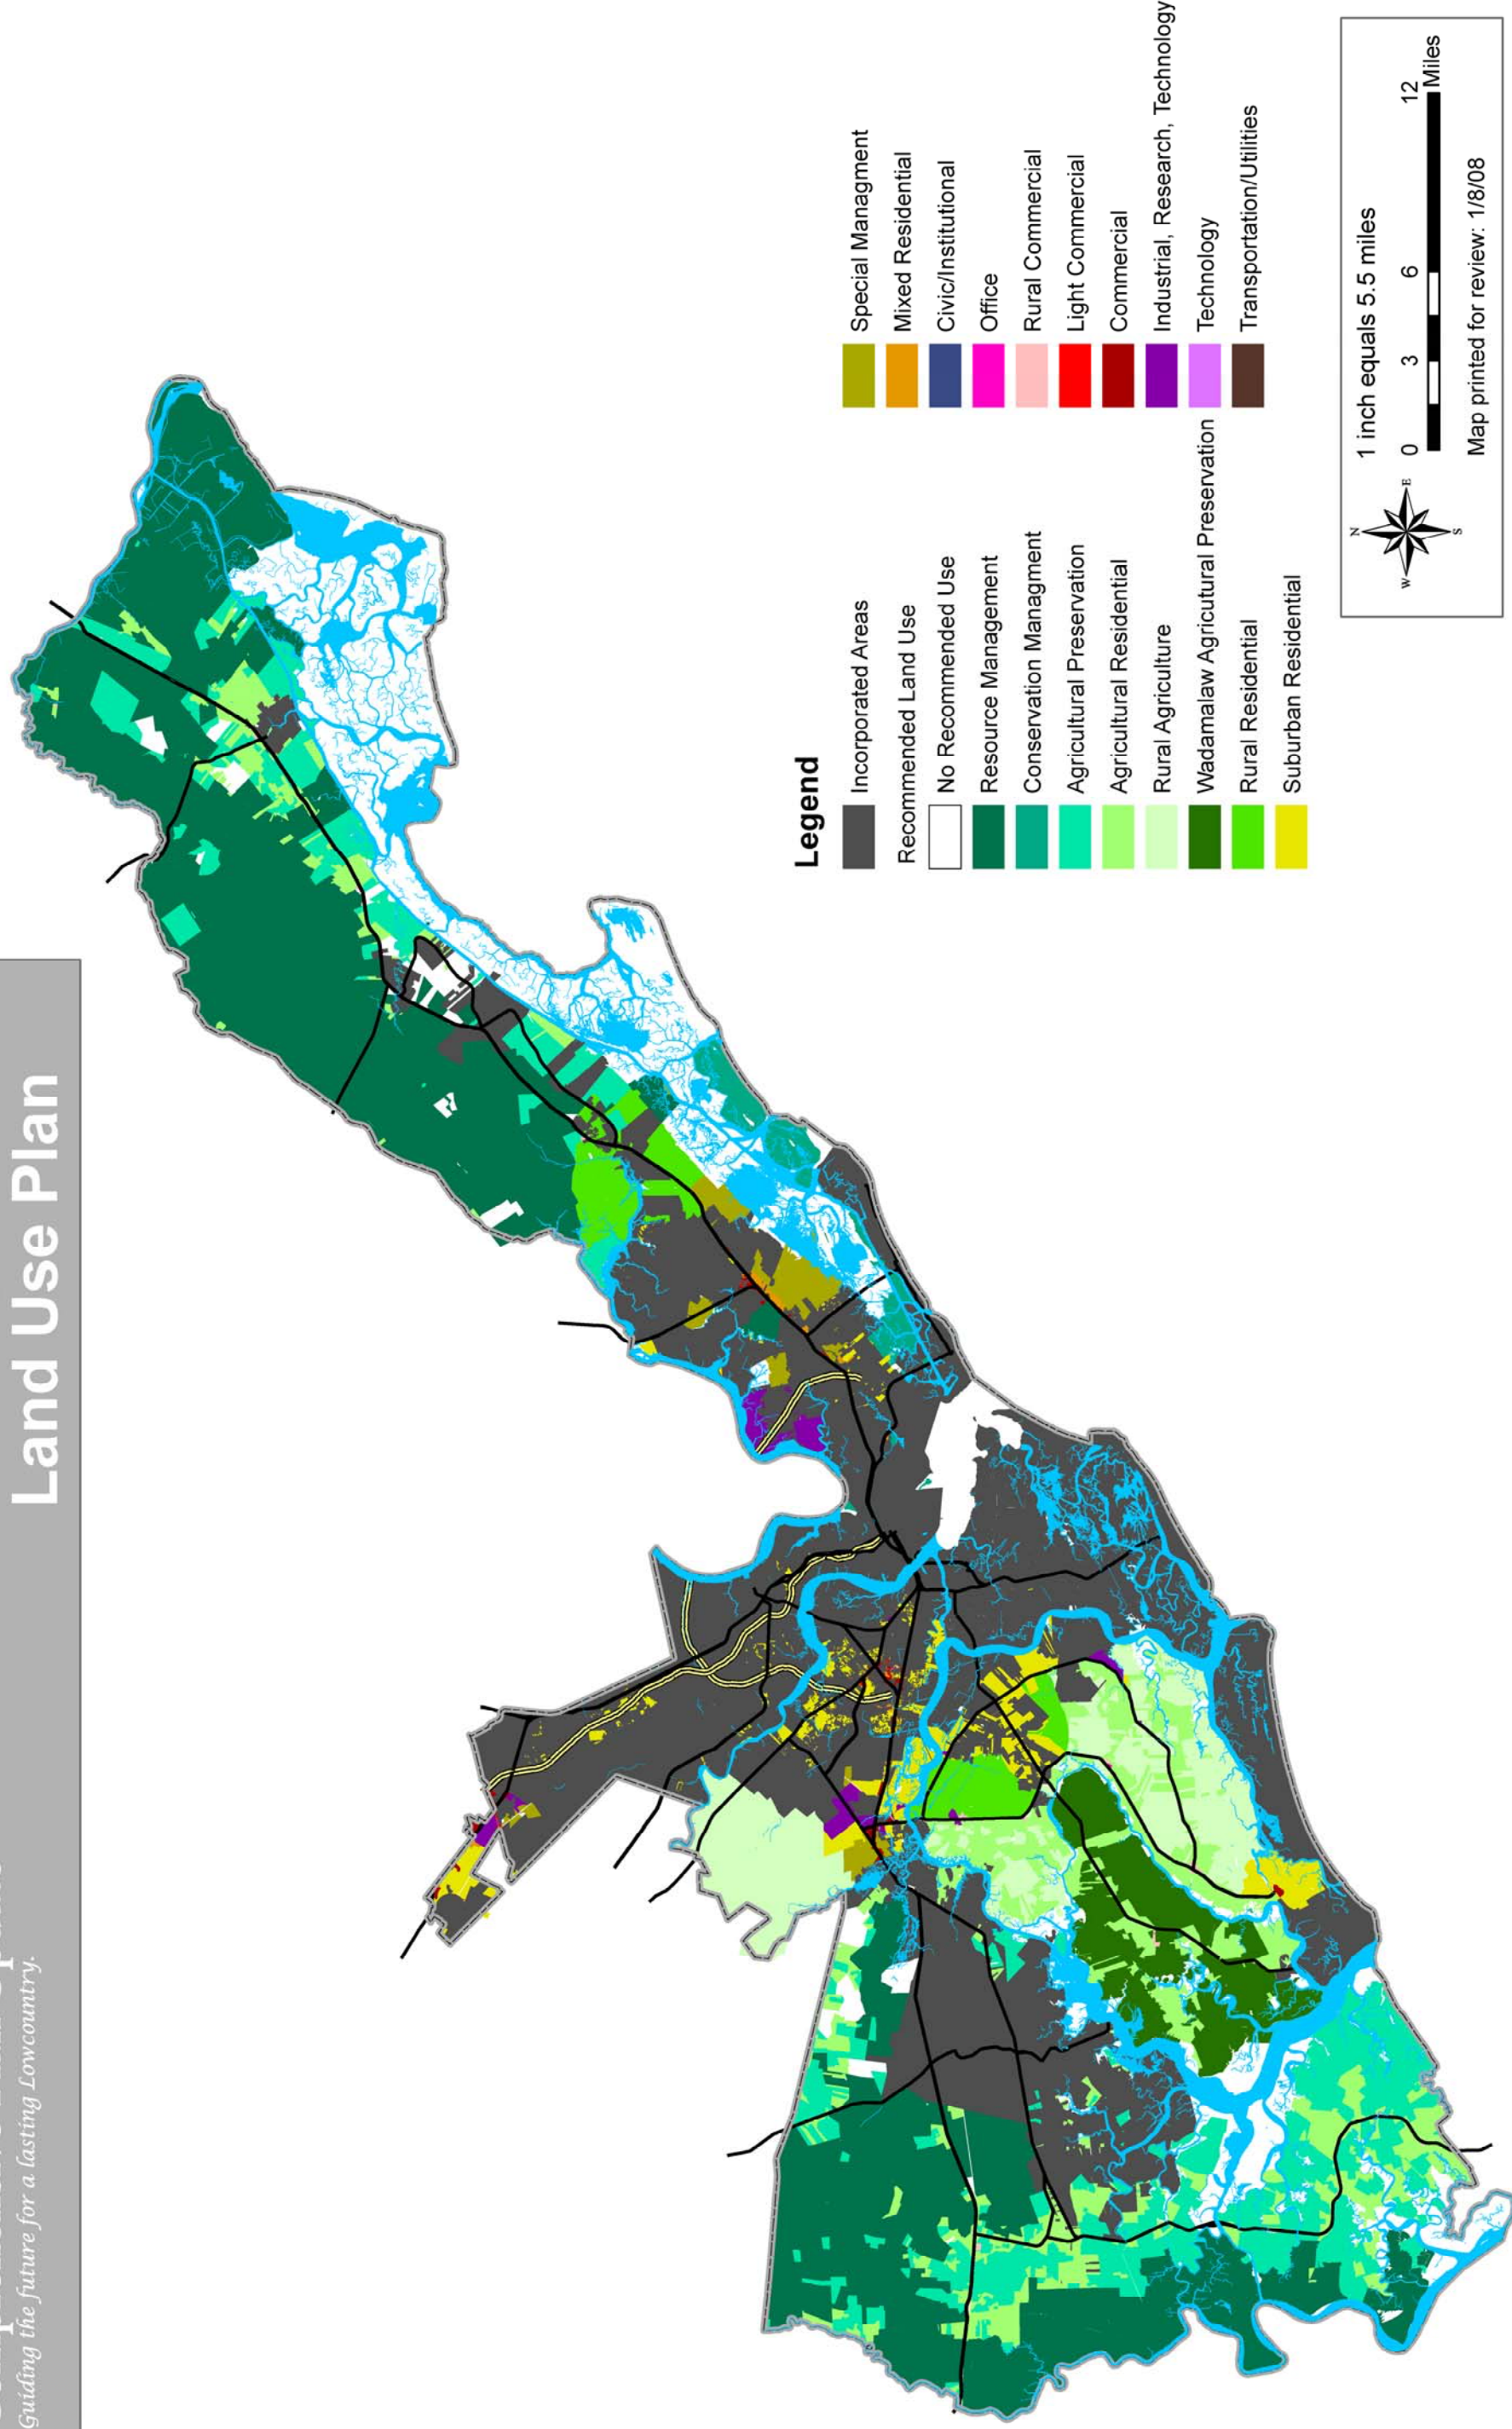 Land Use Plan
Guiding the future for a lasting Lowcountry.
Legend
Incorporated Areas
Recommended Land Use
No Recommended Use
Resource Management
Conservation Managment
Agricultural Preservation
Agricultural Residential
Rural Agriculture
Wadamalaw Agricutural Preservation
Rural Residential
Suburban Residential
Special Managment
Mixed Residential
Civic/Institutional
Office
Rural Commercial
Light Commercial
Commercial
Industrial, Research, Technology
Technology
Transportation/Utilities
N
W
E
S
1 inch equals 5.5 miles
0 3 6 12
Miles
Map printed for review: 1/8/08